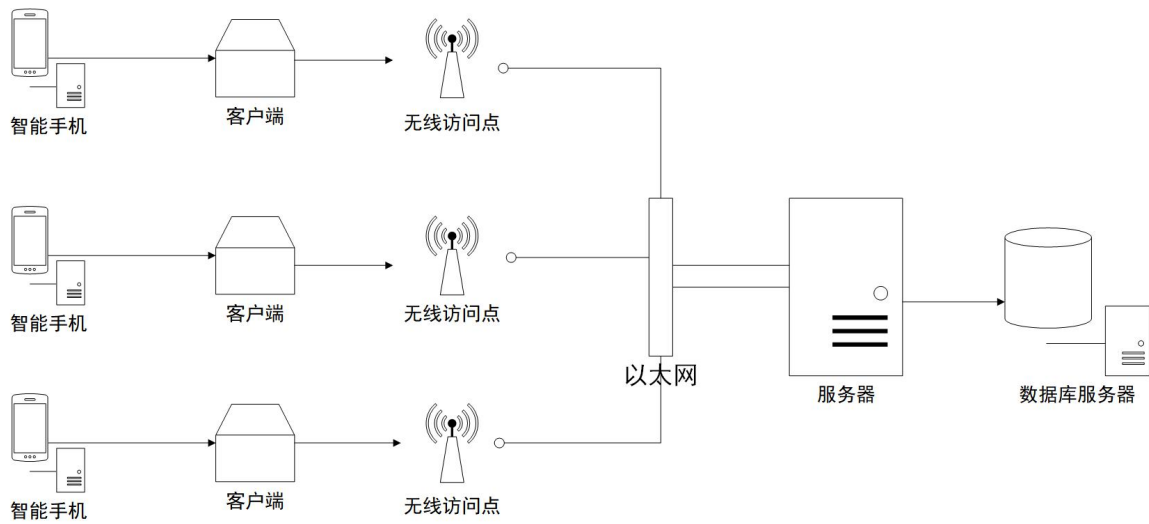 智能手机
客户端
无线访问点
智能手机
客户端
无线访问点
以太网
服务器
数据库服务器
智能手机
客户端
无线访问点